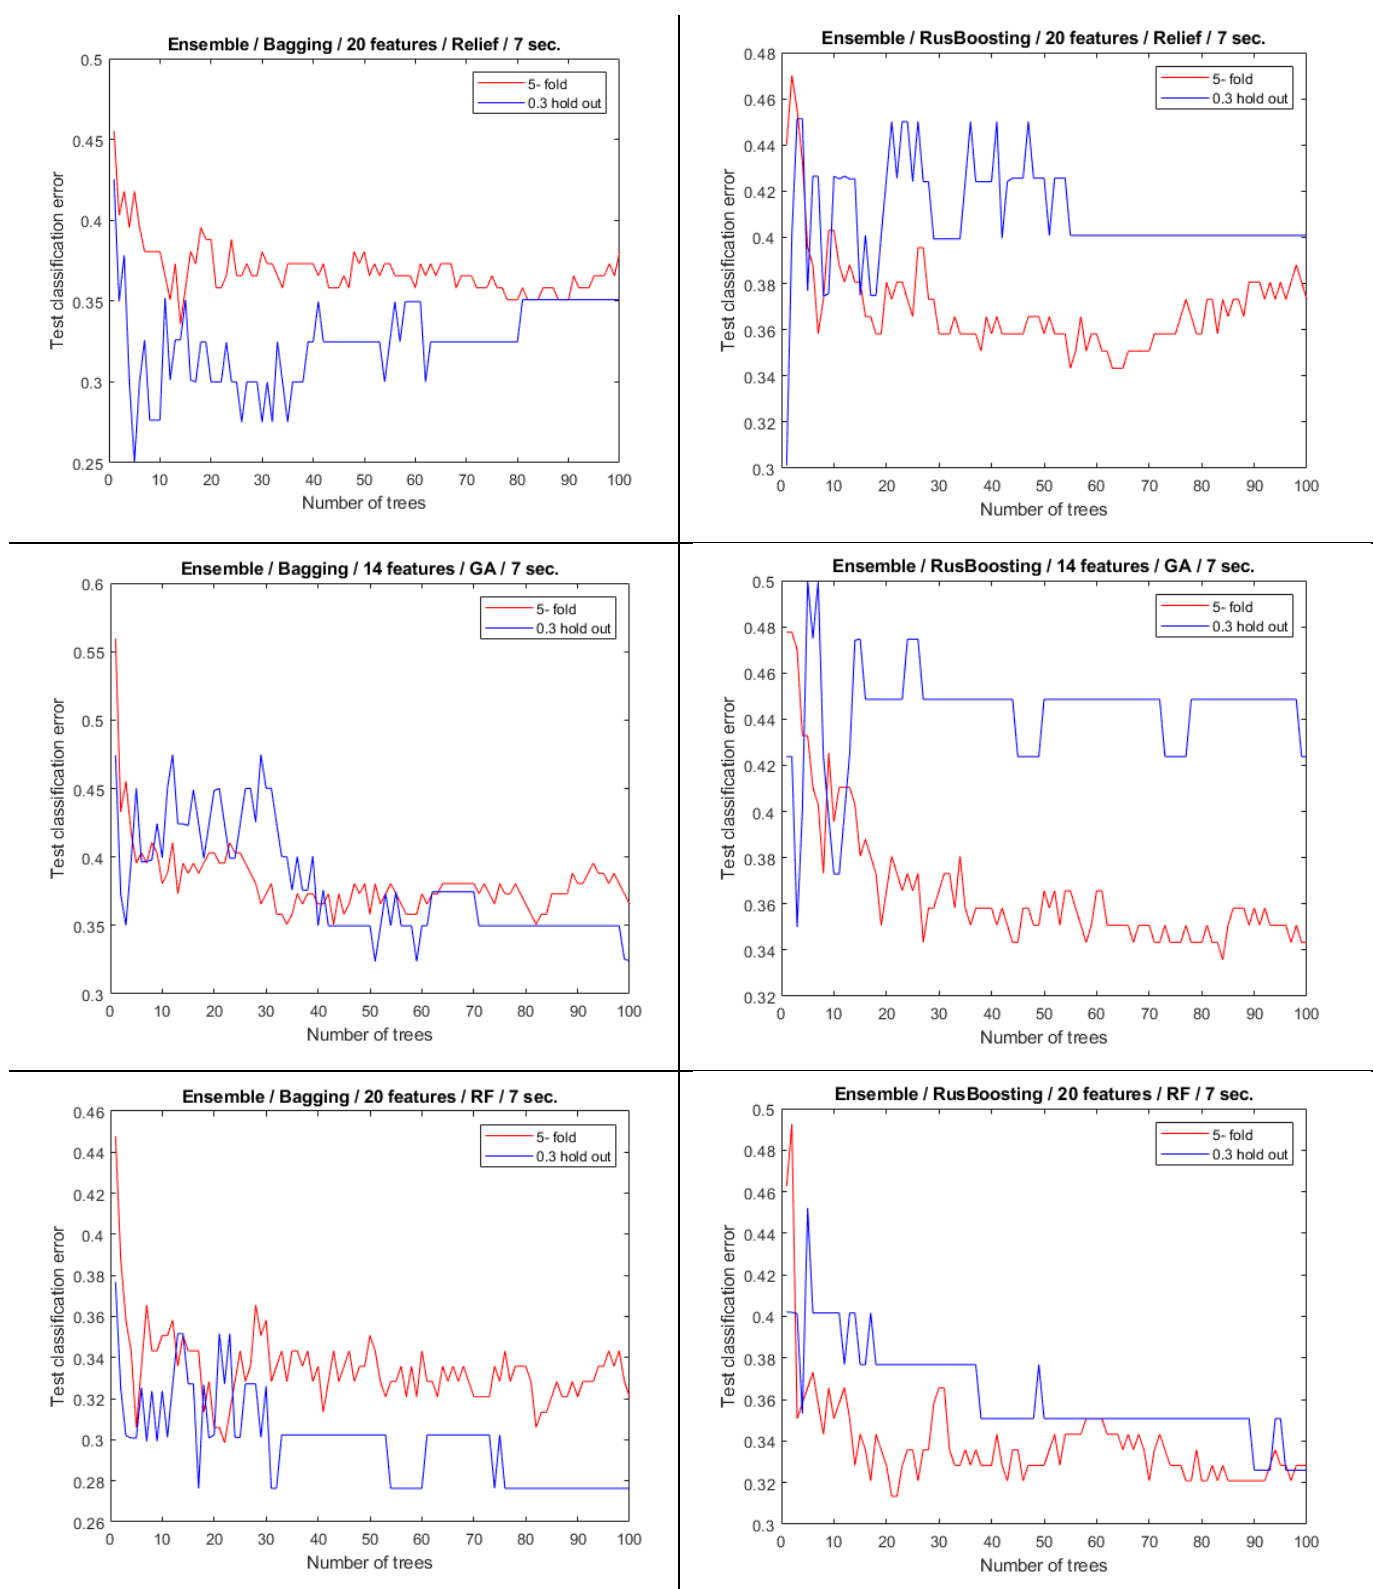 Ensemble / Bagging / 20 features / Relief / 7 sec.
5- fold
0.3 hold out
Test classification error
0.5
0.45
0.4
0.35
0.3
0.25
0 10 20 30 40 50 60 70 80 90 100
Number of trees
Ensemble / RusBoosting / 20 features / Relief / 7 sec.
5- fold
0.3 hold out
Test classification error
0.48
0.46
0.44
0.42
0.4
0.38
0.36
0.34
0.32
0.3
0 10 20 30 40 50 60 70 80 90 100
Number of trees
Ensemble / Bagging / 14 features / GA / 7 sec.
5- fold
0.3 hold out
Test classification error
0.6
0.55
0.5
0.45
0.4
0.35
0.3
0 10 20 30 40 50 60 70 80 90 100
Number of trees
Ensemble / RusBoosting / 14 features / GA / 7 sec.
5- fold
0.3 hold out
Test classification error
0.5
0.48
0.46
0.44
0.42
0.4
0.38
0.36
0.34
0.32
0 10 20 30 40 50 60 70 80 90 100
Number of trees
Ensemble / Bagging / 20 features / RF / 7 sec.
5- fold
0.3 hold out
Test classification error
0.46
0.44
0.42
0.4
0.38
0.36
0.34
0.32
0.3
0.28
0.26
0 10 20 30 40 50 60 70 80 90 100
Number of trees
Ensemble / RusBoosting / 20 features / RF / 7 sec.
5- fold
0.3 hold out
Test classification error
0.5
0.48
0.46
0.44
0.42
0.4
0.38
0.36
0.34
0.32
0.3
0 10 20 30 40 50 60 70 80 90 100
Number of trees